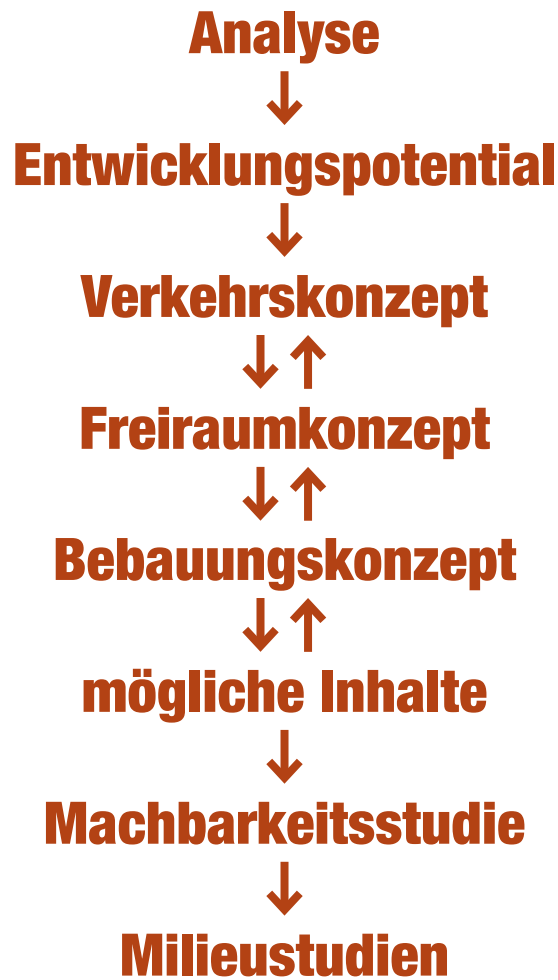 Analyse
↓
Entwicklungspotential
↓
Verkehrskonzept
↓ ↑
Freiraumkonzept
↓ ↑
Bebauungskonzept
↓ ↑
mögliche Inhalte
↓
Machbarkeitsstudie
↓
Milieustudien